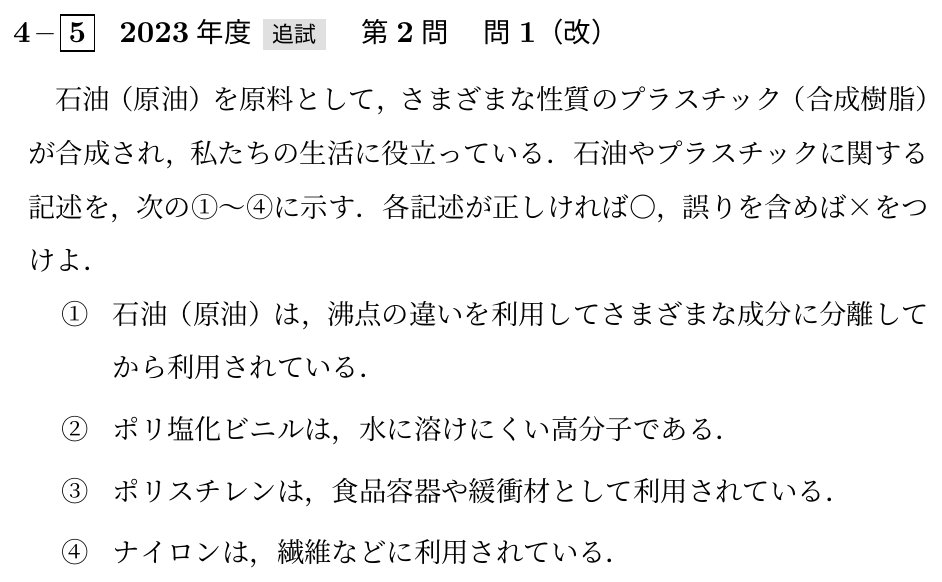 4–5 2023年度 追試 第2問 問1（改）
石油（原油）を原料として，さまざまな性質のプラスチック（合成樹脂）
が合成され，私たちの生活に役立っている．石油やプラスチックに関する
記述を，次の①〜④に示す．各記述が正しければ○，誤りを含めば×をつ
けよ．
① 石油（原油）は，沸点の違いを利用してさまざまな成分に分離して
から利用されている．
② ポリ塩化ビニルは，水に溶けにくい高分子である．
③ ポリスチレンは，食品容器や緩衝材として利用されている．
④ ナイロンは，繊維などに利用されている．